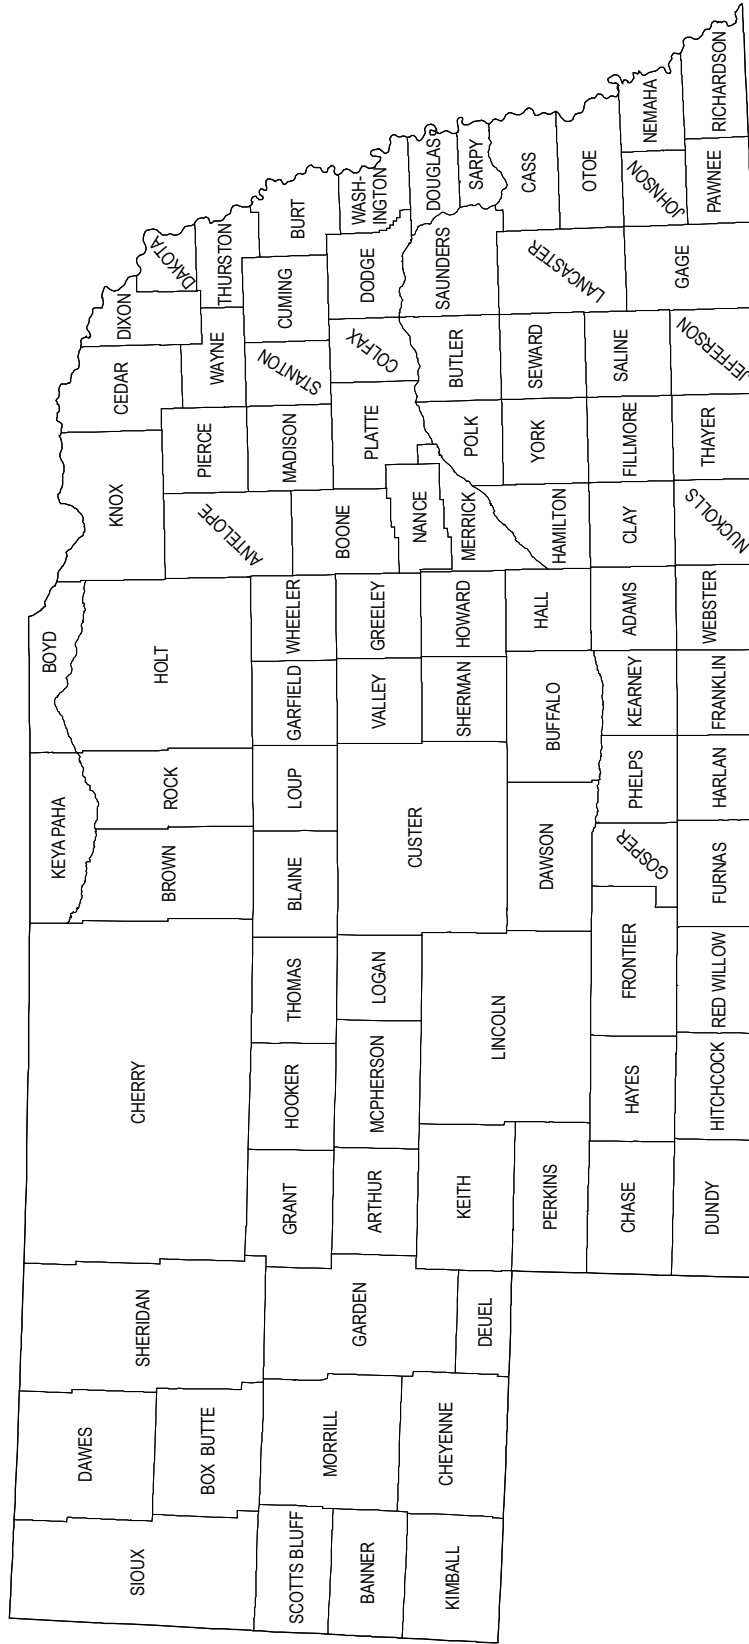 SIOUX
DAWES
BOX BUTTE
SHERIDAN
SCOTTS BLUFF
BANNER
KIMBALL
MORRILL
CHEYENNE
GARDEN
DEUEL
CHERRY
GRANT
HOOKER
THOMAS
ARTHUR
MCPHERSON
LOGAN
KEITH
LINCOLN
PERKINS
CHASE
HAYES
FRONTIER
DUNDY
HITCHCOCK
RED WILLOW
KEYA PAHA
BROWN
ROCK
BLAINE
LOUP
CUSTER
DAWSON
GOSPER
FURNAS
PHELPS
HARLAN
BOYD
HOLT
GARFIELD
WHEELER
VALLEY
GREELEY
SHERMAN
HOWARD
BUFFALO
HALL
KEARNEY
ADAMS
FRANKLIN
WEBSTER
KNOX
ANTELOPE
BOONE
NANCE
MERRICK
HAMILTON
CLAY
NUCKOLLS
CEDAR
PIERCE
MADISON
PLATTE
POLK
YORK
FILLMORE
THAYER
DIXON
WAYNE
STANTON
COLFAX
BUTLER
SEWARD
SALINE
JEFFERSON
DAKOTA
THURSTON
CUMING
DODGE
SAUNDERS
LANCASTER
GAGE
BURT
WASH-
INGTON
DOUGLAS
SARPY
CASS
OTOE
JOHNSON
PAWNEE
NEMAHA
RICHARDSON